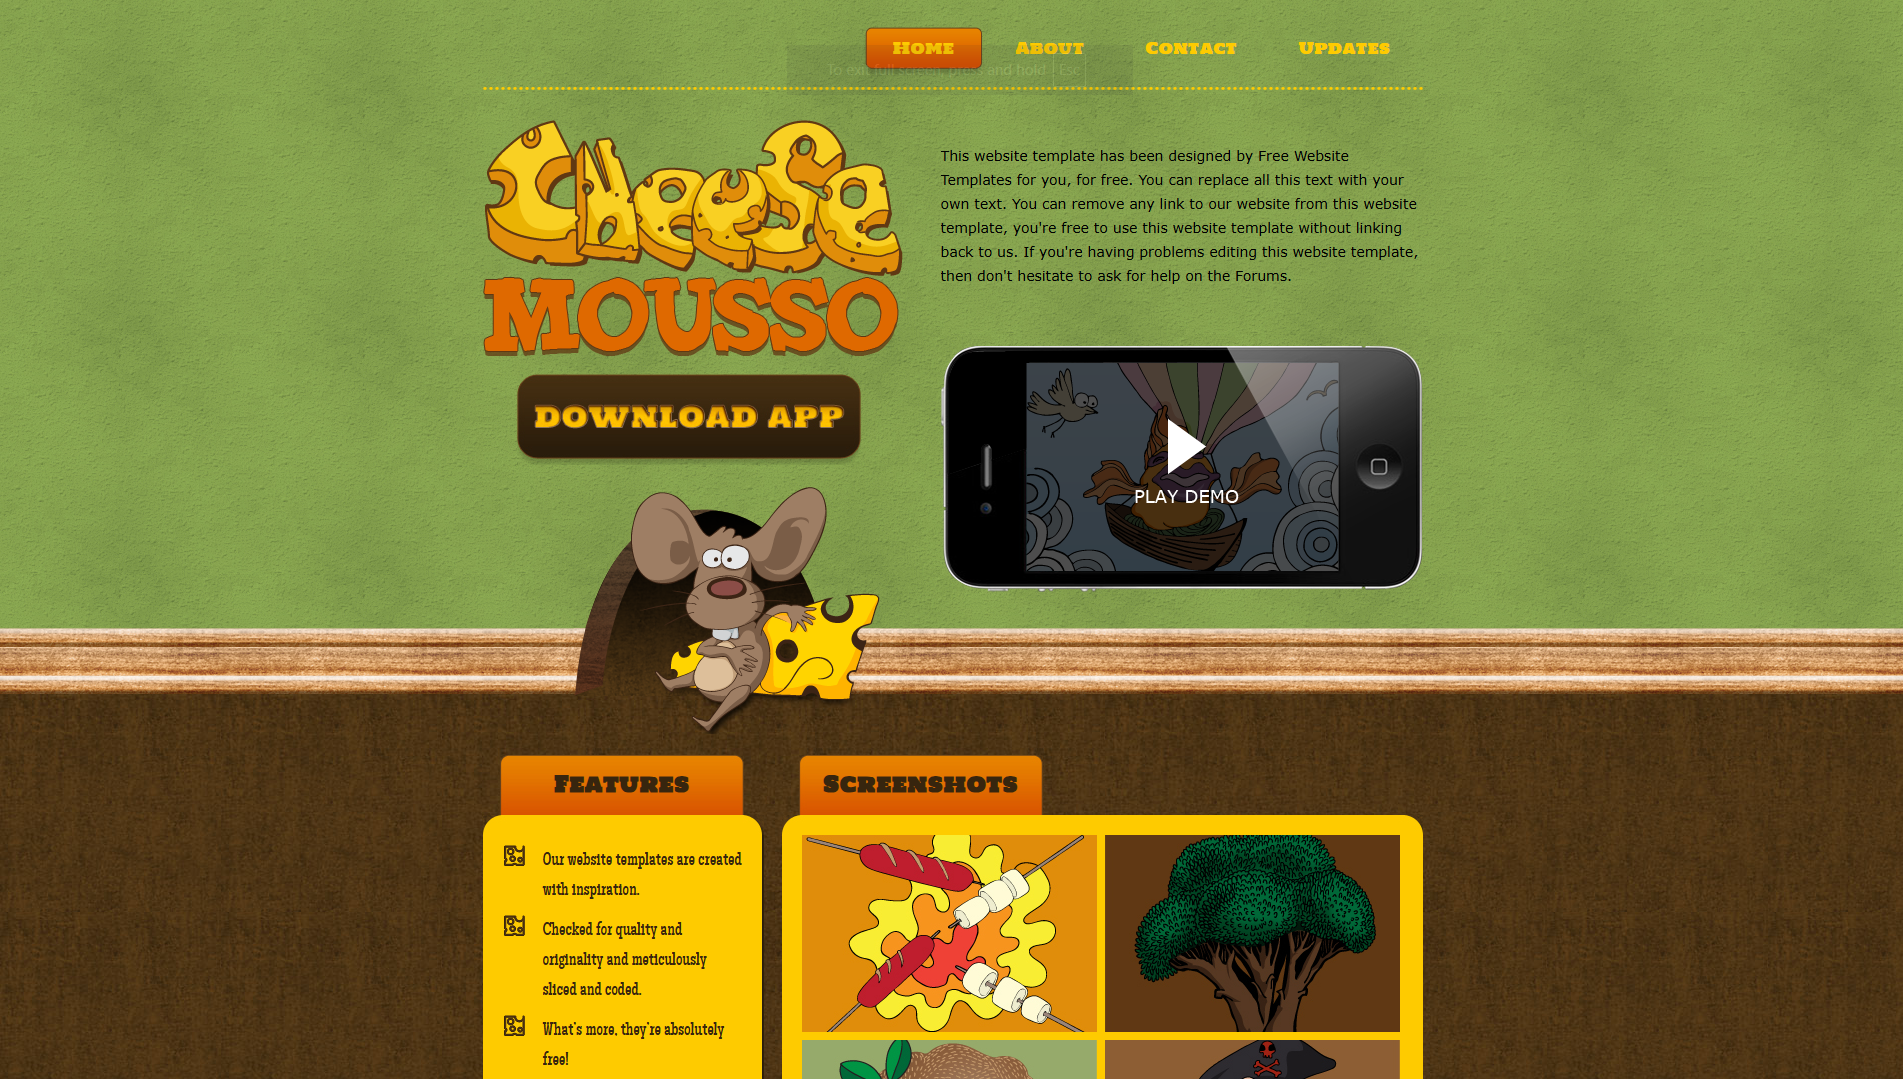 Home About Contact Updates
To exit full screen, press and hold Esc
CHEESE
MOUSSO
This website template has been designed by Free Website
Templates for you, for free. You can replace all this text with your
own text. You can remove any link to our website from this website
template, you're free to use this website template without linking
back to us. If you're having problems editing this website template,
then don't hesitate to ask for help on the Forums.
DOWNLOAD APP
PLAY DEMO
Features
Our website templates are created
with inspiration.
Checked for quality and
originality and meticulously
sliced and coded.
What's more, they're absolutely
free!
Screenshots